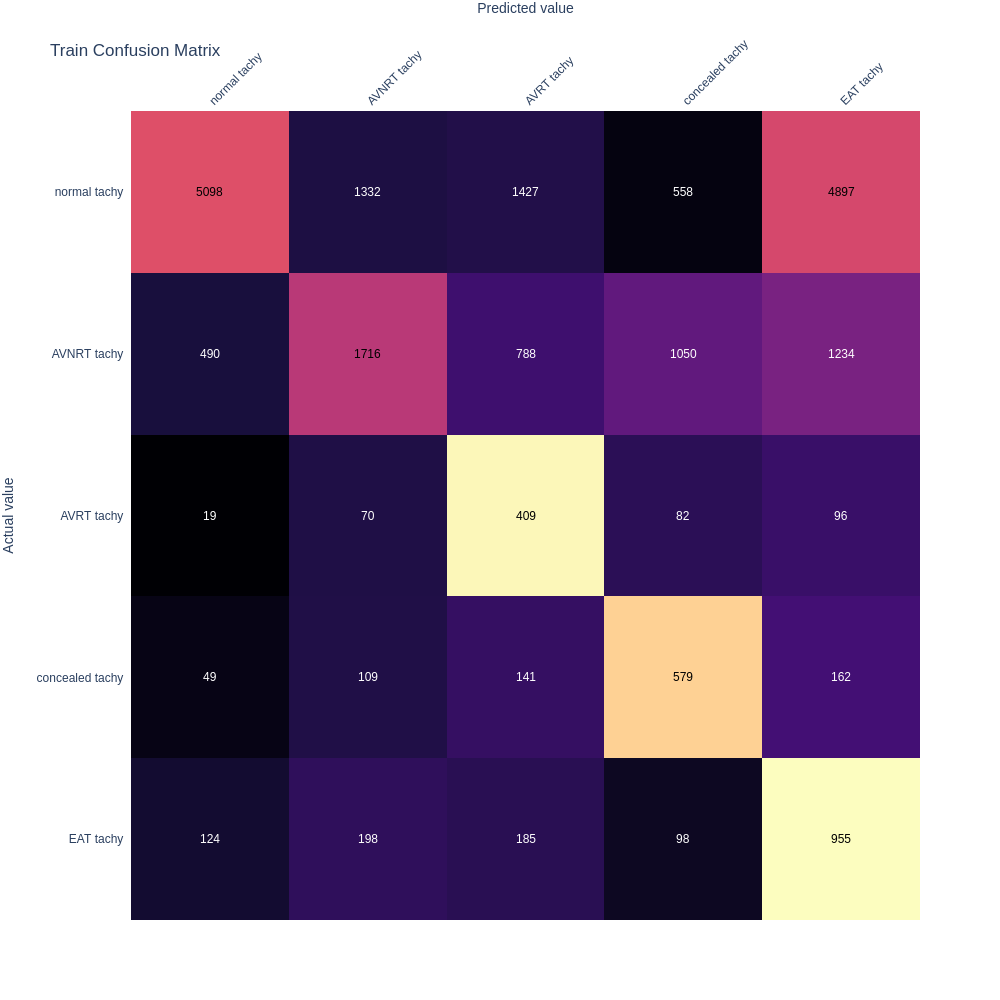 Predicted value
Train Confusion Matrix
normal tachy
AVNRT tachy
AVRT tachy
concealed tachy
EAT tachy
Actual value
normal tachy 5098 1332 1427 558 4897
AVNRT tachy 490 1716 788 1050 1234
AVRT tachy 19 70 409 82 96
concealed tachy 49 109 141 579 162
EAT tachy 124 198 185 98 955